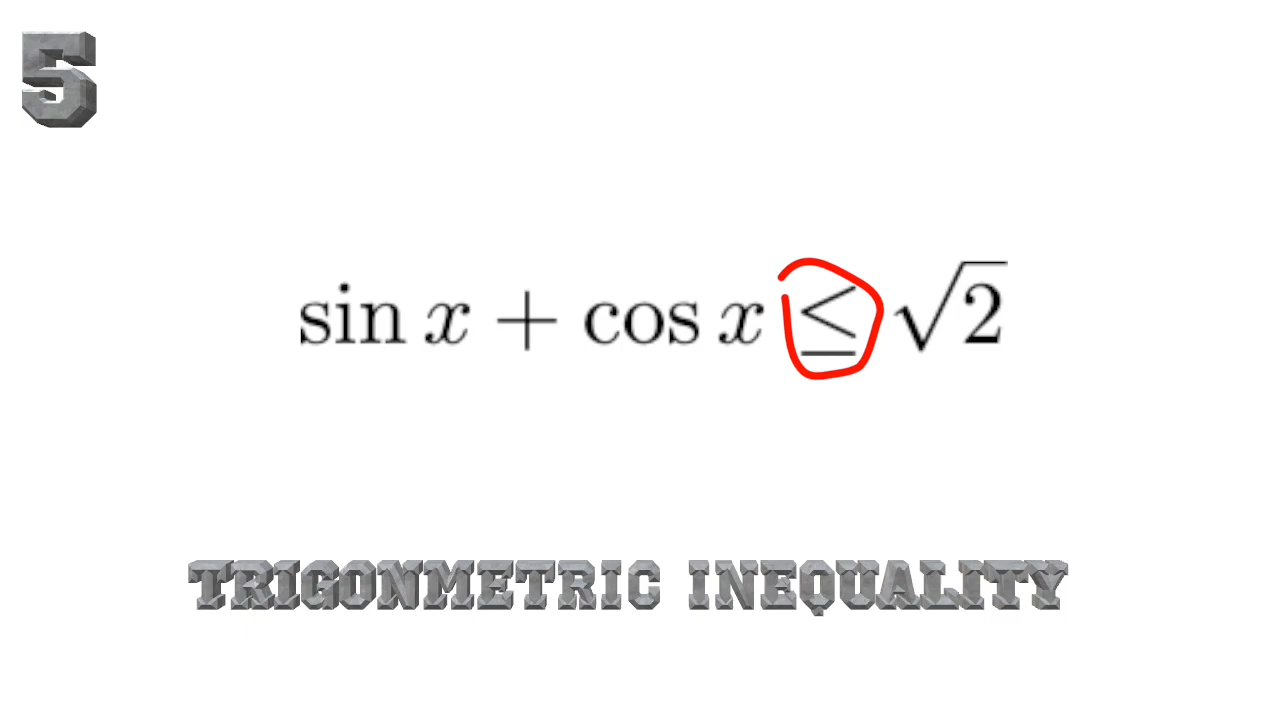 5
sin x + cos x ≤ √2
TRIGONMETRIC INEQUALITY